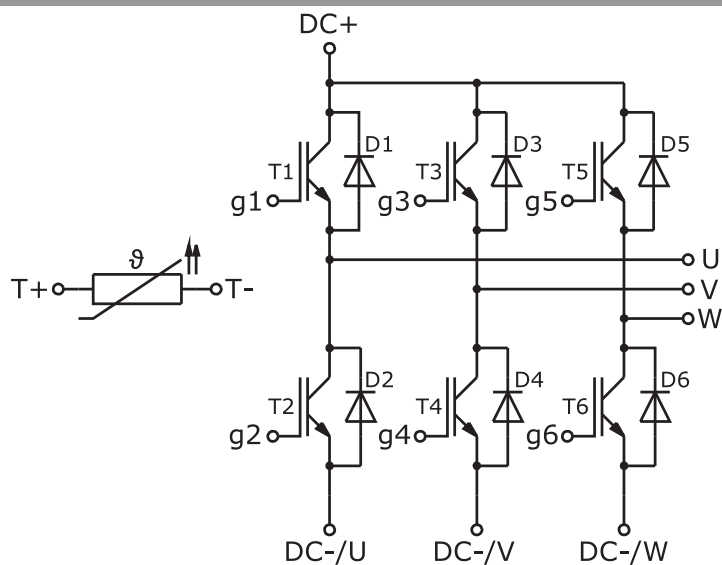 DC+
T1 D1 T3 D3 T5 D5
g1 g3 g5
ϑ
T+ T-
U
V
W
T2 D2 T4 D4 T6 D6
g2 g4 g6
DC-/U DC-/V DC-/W